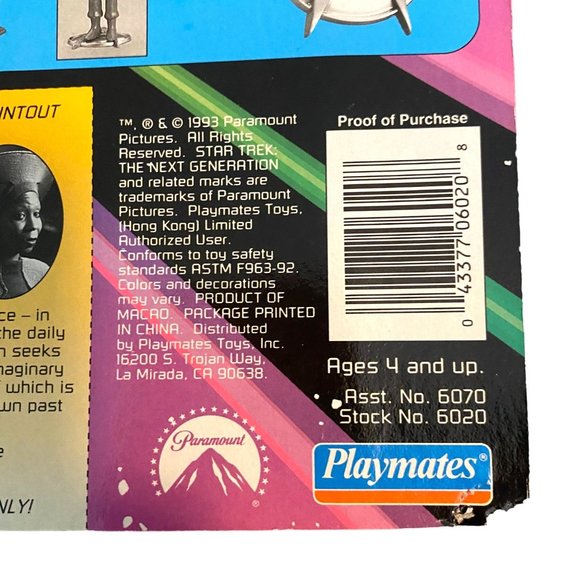 NTOUT
ce – in
the daily
n seeks
maginary
f which is
wn past
e
NLY!
™, ® & © 1993 Paramount
Pictures. All Rights
Reserved. STAR TREK:
THE NEXT GENERATION
and related marks are
trademarks of Paramount
Pictures. Playmates Toys,
(Hong Kong) Limited
Authorized User.
Conforms to toy safety
standards ASTM F963-92.
Colors and decorations
may vary. PRODUCT OF
MACAO. PACKAGE PRINTED
IN CHINA. Distributed
by Playmates Toys, Inc.
16200 S. Trojan Way,
La Mirada, CA 90638.
Paramount
®
Proof of Purchase
0 43377 06020 8
Ages 4 and up.
Asst. No. 6070
Stock No. 6020
Playmates®